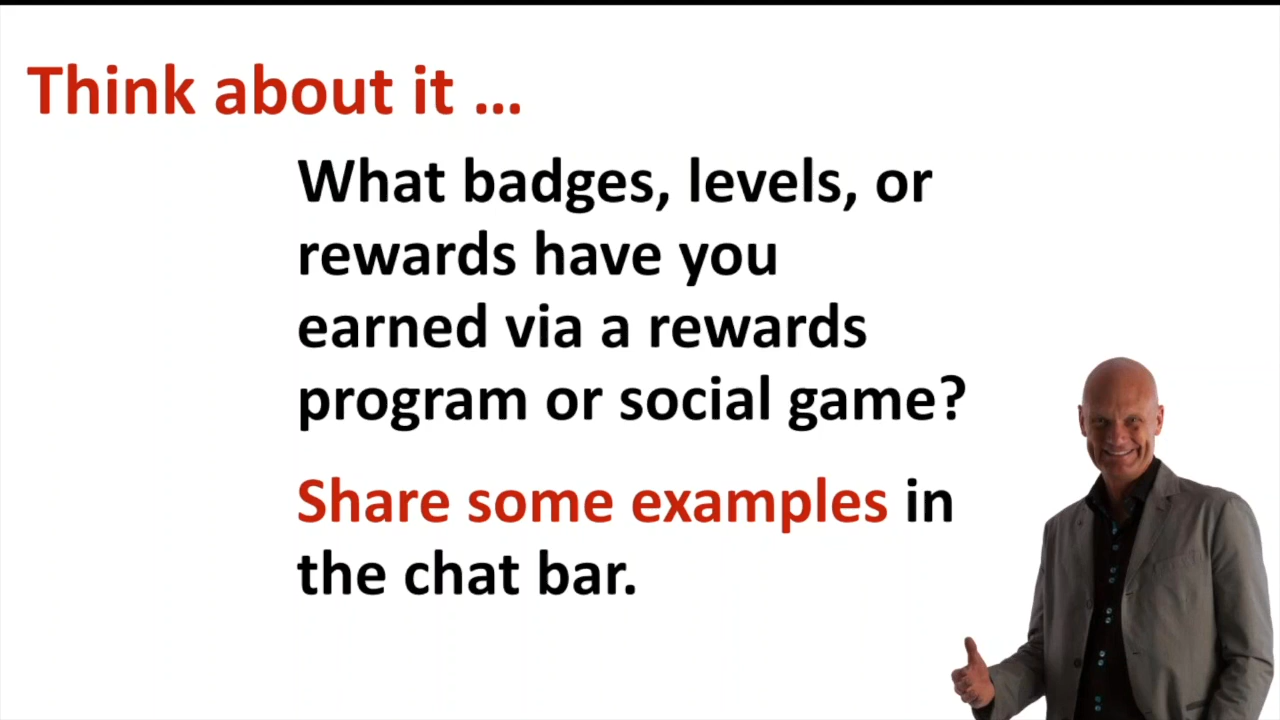 Think about it ...
What badges, levels, or
rewards have you
earned via a rewards
program or social game?
Share some examples in
the chat bar.